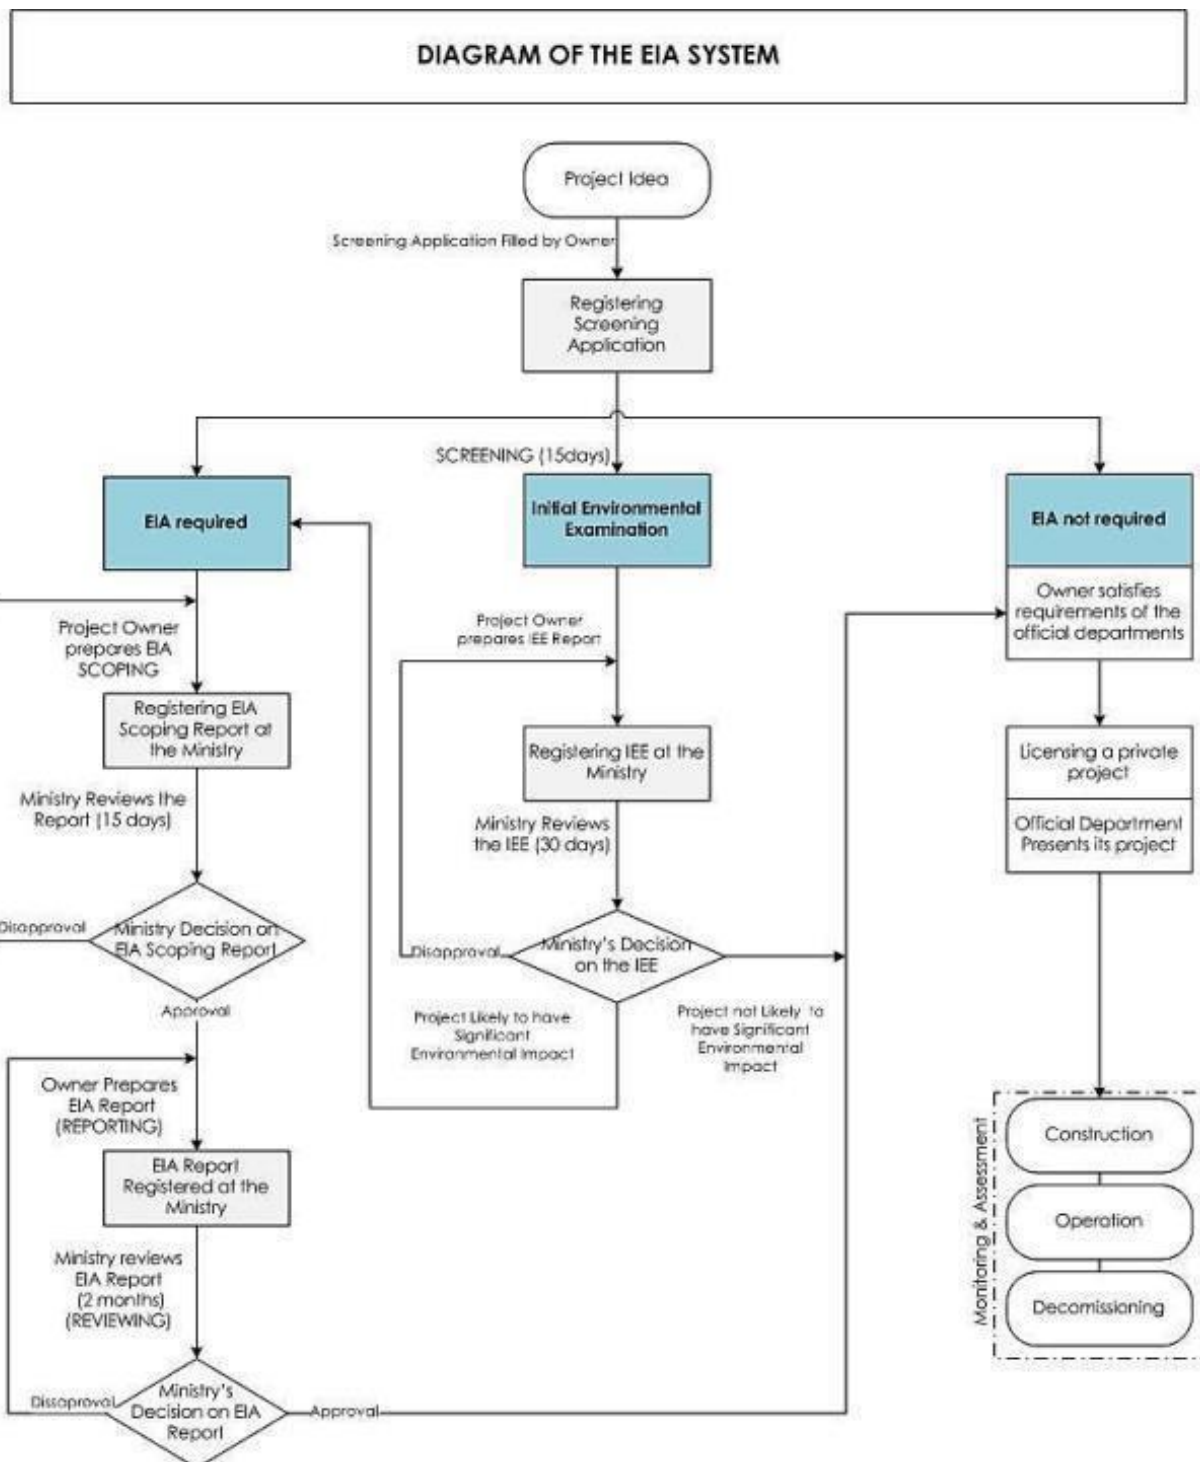 DIAGRAM OF THE EIA SYSTEM
Project Idea
Screening Application Filled by Owner
Registering
Screening
Application
SCREENING (15days)
EIA required
Initial Environmental
Examination
EIA not required
Owner satisfies
requirements of the
official departments
Project Owner
prepares EIA
SCOPING
Project Owner
prepares IEE Report
Registering EIA
Scoping Report at
the Ministry
Registering IEE at the
Ministry
Licensing a private
project
Official Department
Presents its project
Ministry Reviews the
Report (15 days)
Ministry Reviews
the IEE (30 days)
Disapproval
Ministry Decision on
EIA Scoping Report
Disapproval
Ministry's Decision
on the IEE
Approval
Project Likely to have
Significant
Environmental Impact
Project not Likely to
have Significant
Environmental
Impact
Owner Prepares
EIA Report
(REPORTING)
EIA Report
Registered at the
Ministry
Ministry reviews
EIA Report
(2 months)
(REVIEWING)
Dissaproval
Ministry's
Decision on EIA
Report
Approval
Monitoring & Assessment
Construction
Operation
Decomissioning